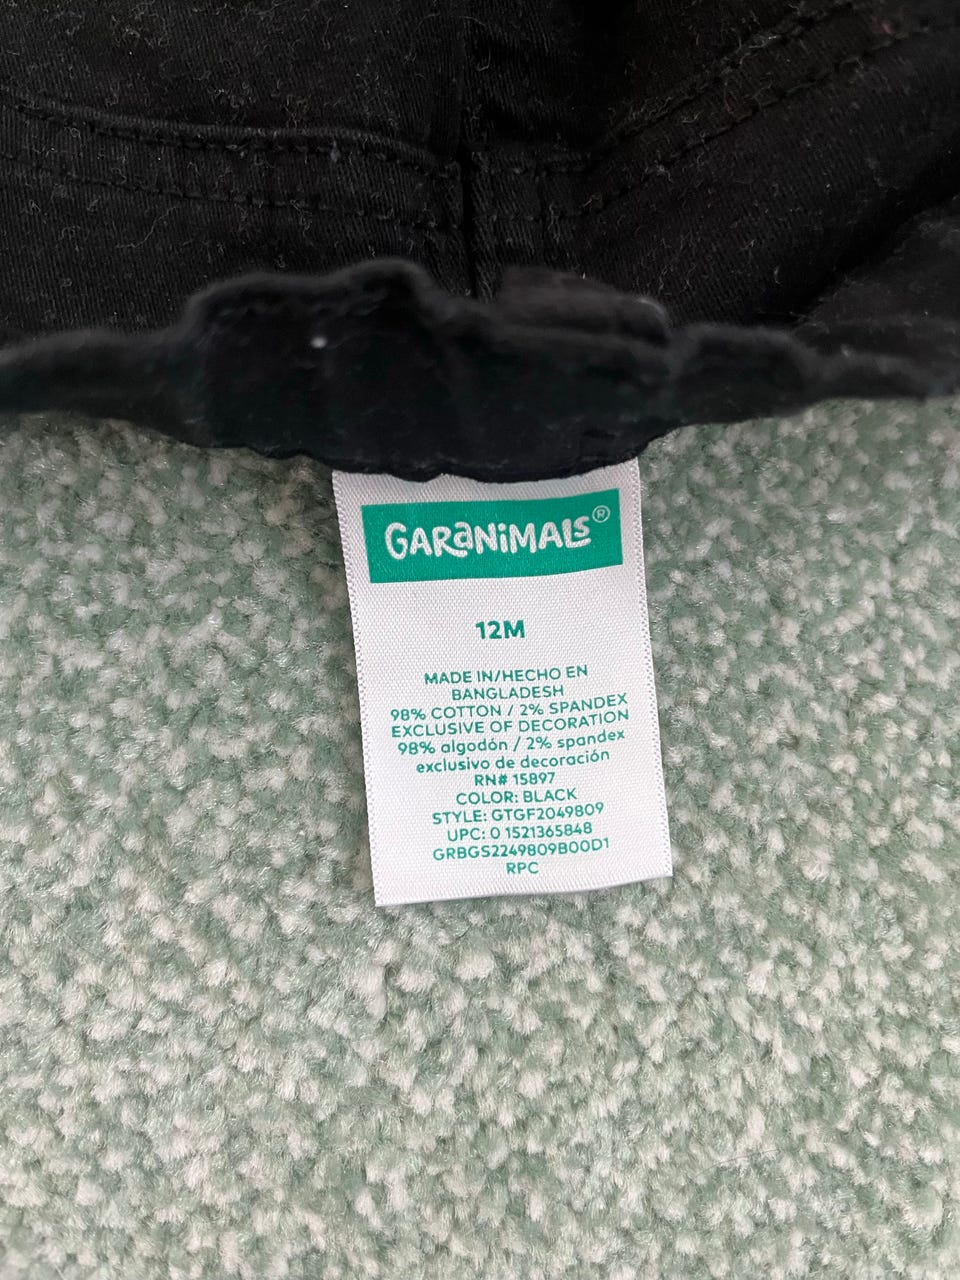 GARaNiMALS®
12M
MADE IN/HECHO EN
BANGLADESH
98% COTTON / 2% SPANDEX
EXCLUSIVE OF DECORATION
98% algodón / 2% spandex
exclusivo de decoración
RN# 15897
COLOR: BLACK
STYLE: GTGF2049809
UPC: 0 1521365848
GRBGS2249809B00D1
RPC